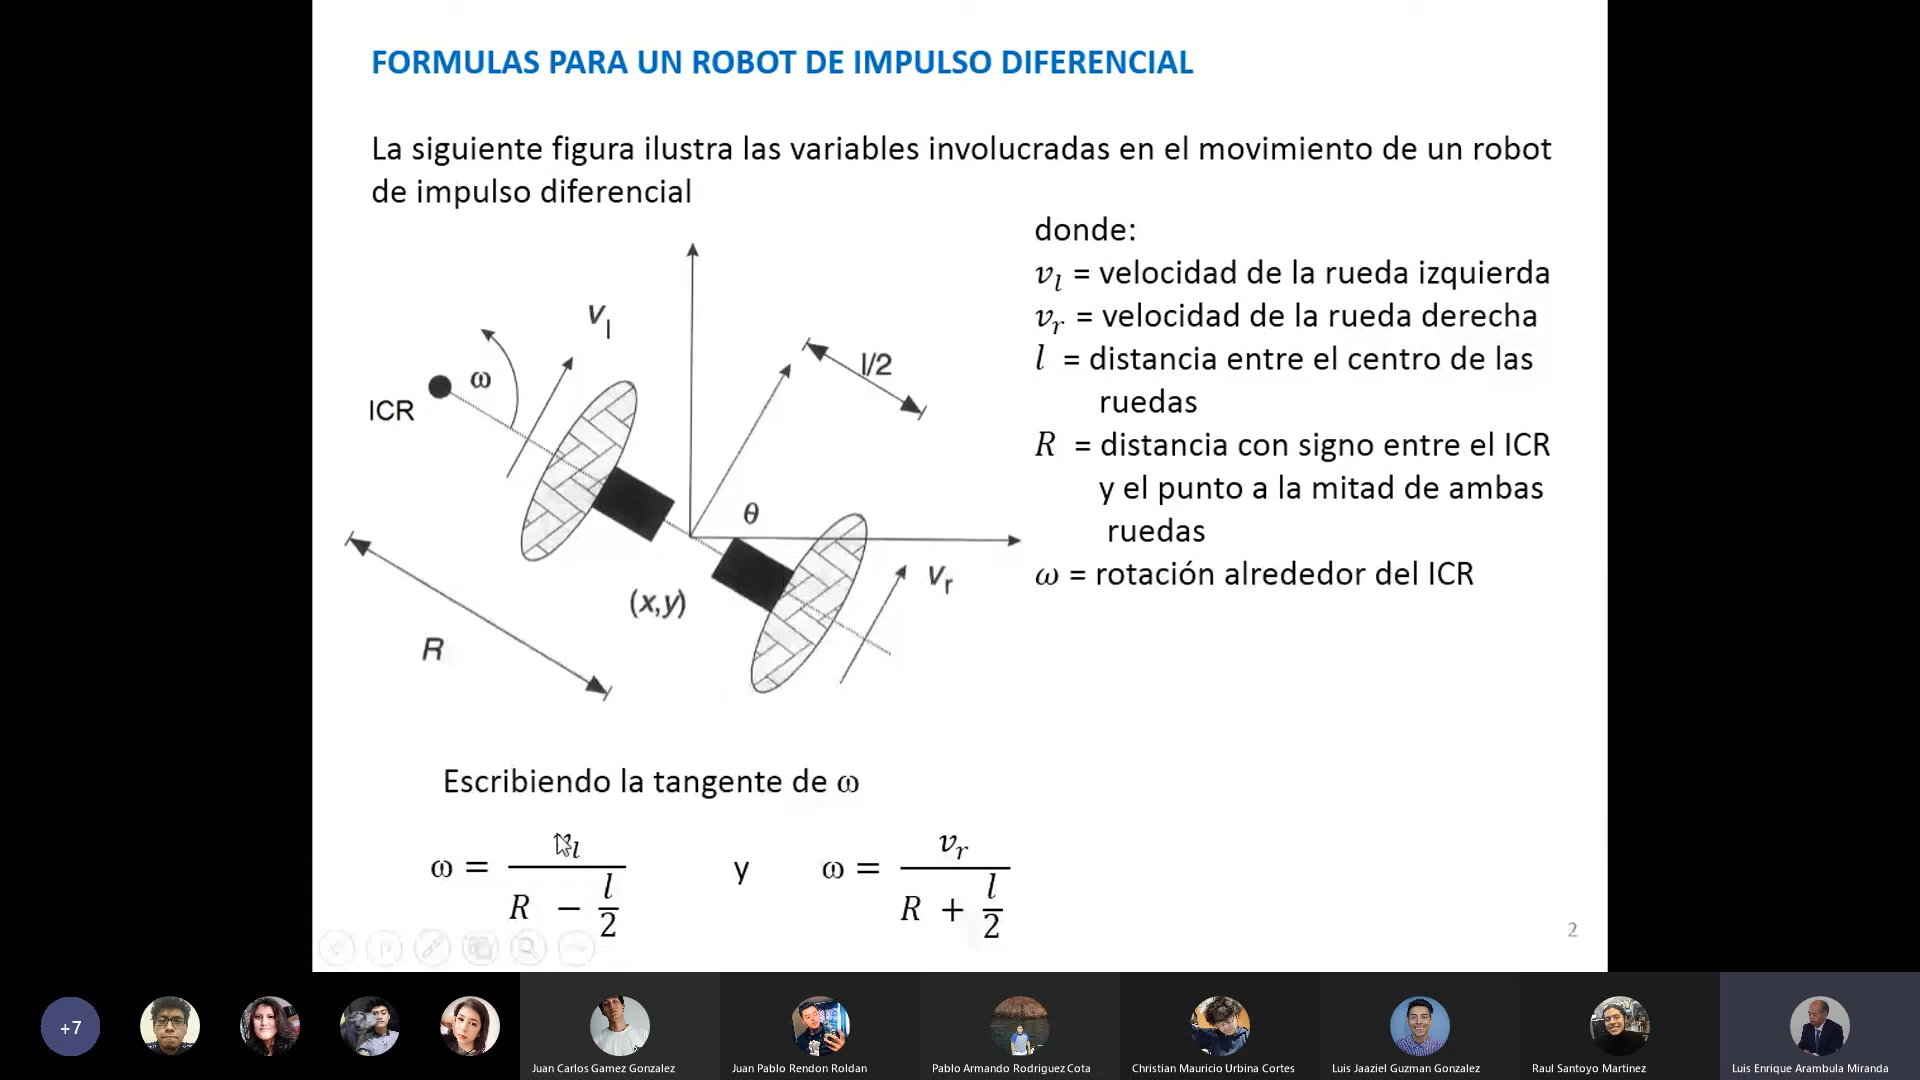 FORMULAS PARA UN ROBOT DE IMPULSO DIFERENCIAL
La siguiente figura ilustra las variables involucradas en el movimiento de un robot
de impulso diferencial
donde:
v_l = velocidad de la rueda izquierda
v_r = velocidad de la rueda derecha
l = distancia entre el centro de las
ruedas
R = distancia con signo entre el ICR
y el punto a la mitad de ambas
ruedas
ω = rotación alrededor del ICR
v_l
ω
l/2
ICR
θ
v_r
(x,y)
R
Escribiendo la tangente de ω
ω = v_l / (R − l/2) y ω = v_r / (R + l/2)
2
+7
Juan Carlos Gamez Gonzalez
Juan Pablo Rendon Roldan
Pablo Armando Rodriguez Cota
Christian Mauricio Urbina Cortes
Luis Jaaziel Guzman Gonzalez
Raul Santoyo Martinez
Luis Enrique Arambula Miranda